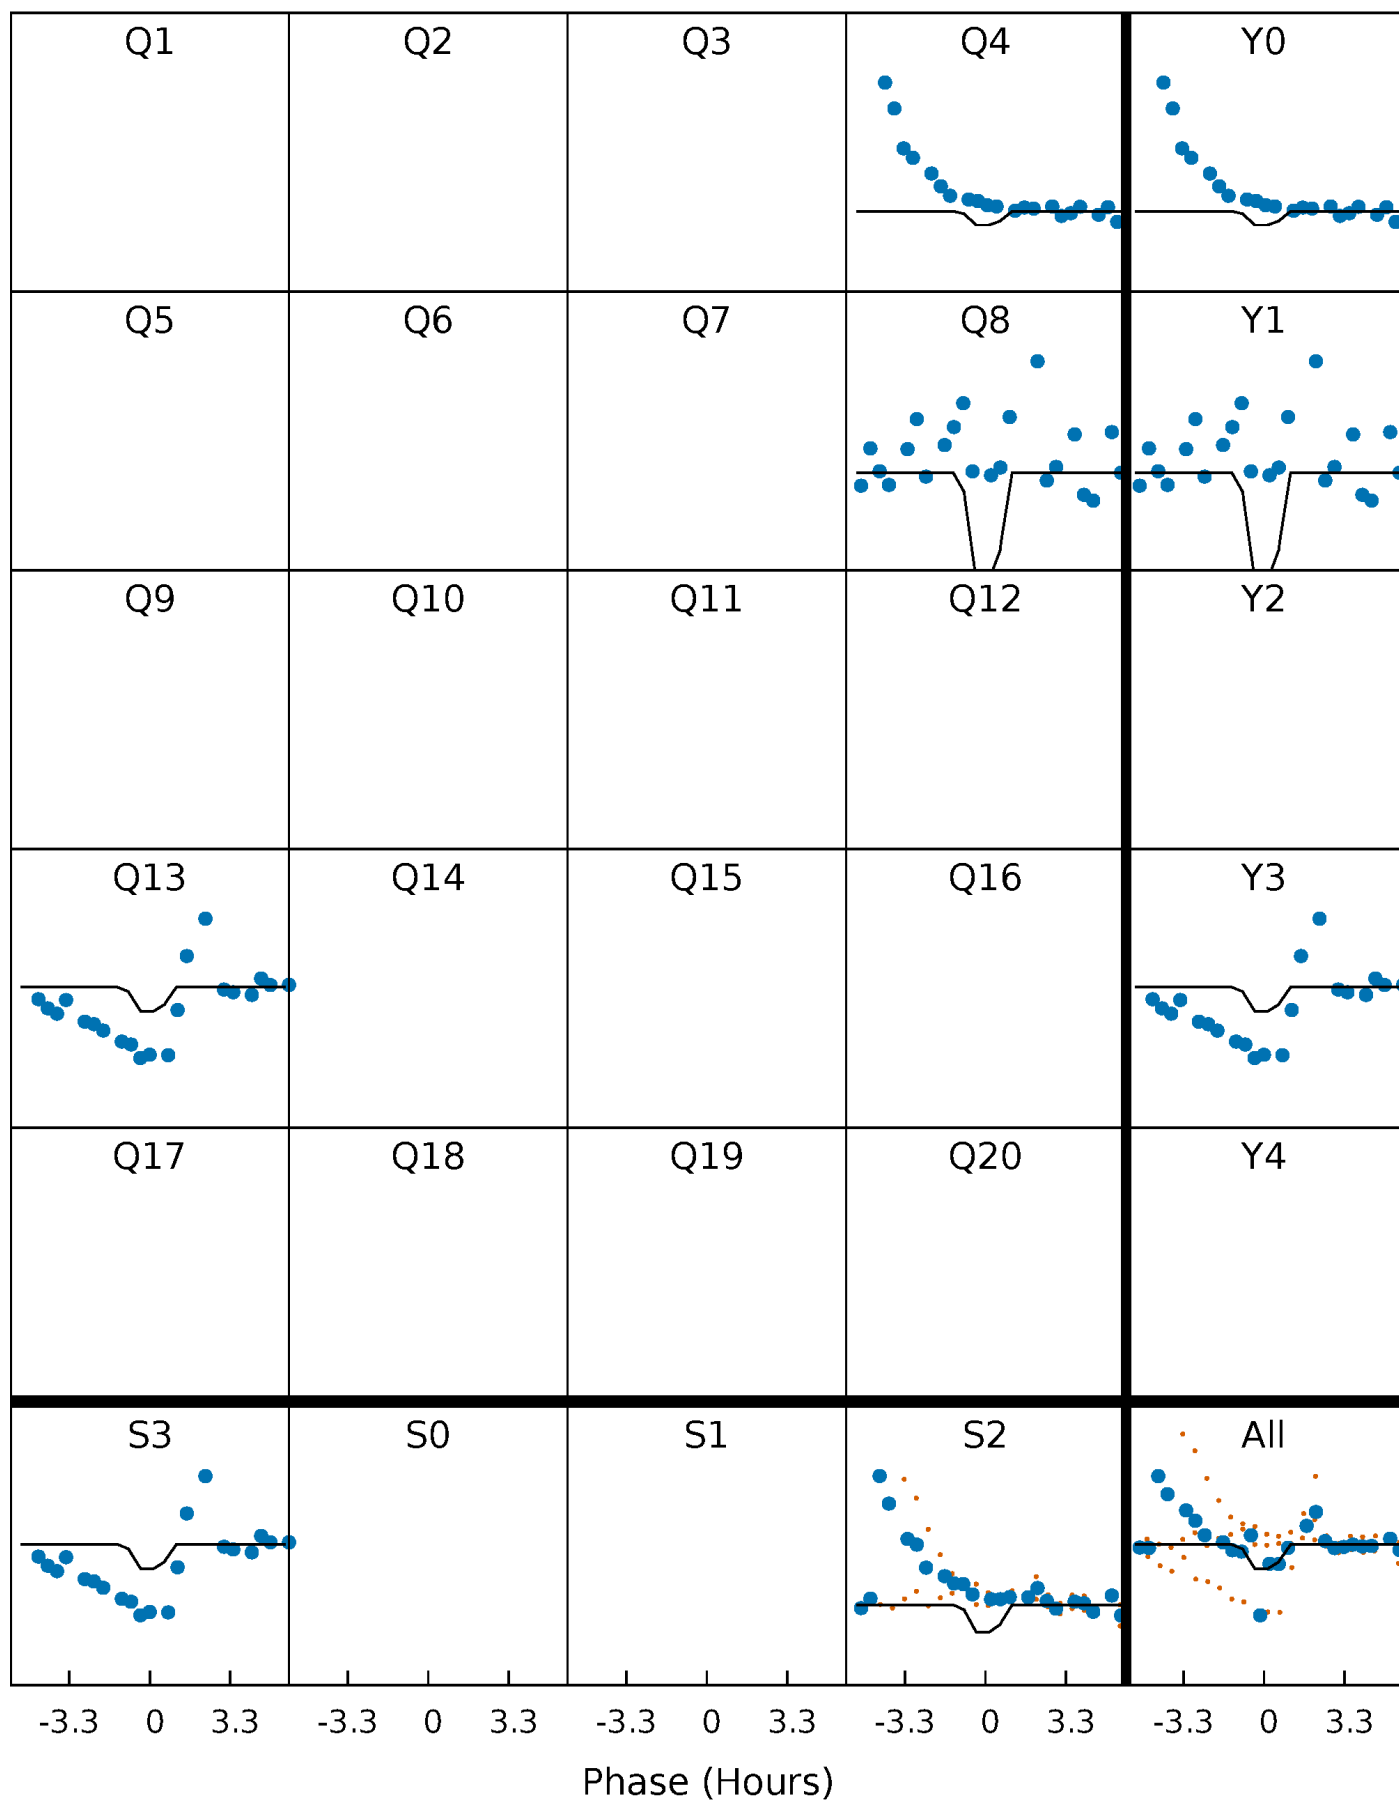 Q1 Q2 Q3 Q4 Y0
Q5 Q6 Q7 Q8 Y1
Q9 Q10 Q11 Q12 Y2
Q13 Q14 Q15 Q16 Y3
Q17 Q18 Q19 Q20 Y4
S3 S0 S1 S2 All
-3.3 0 3.3 -3.3 0 3.3 -3.3 0 3.3 -3.3 0 3.3 -3.3 0 3.3
Phase (Hours)